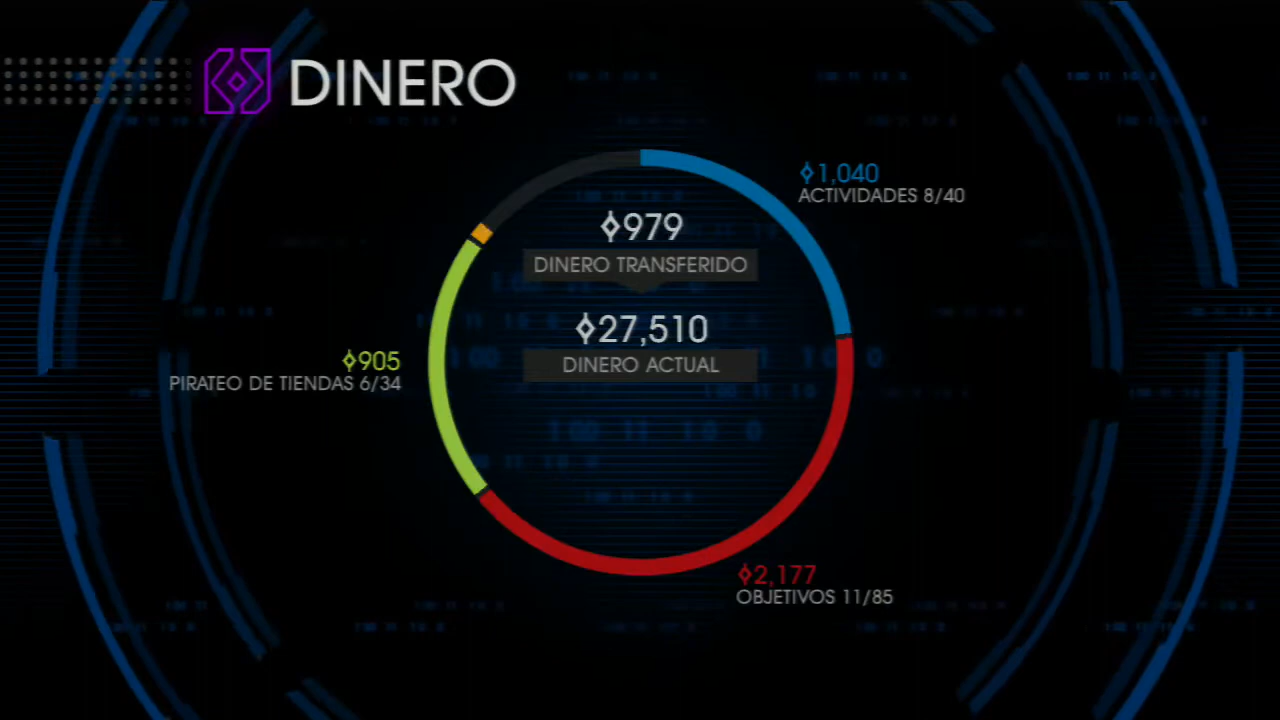 DINERO
1,040
ACTIVIDADES 8/40
979
DINERO TRANSFERIDO
27,510
DINERO ACTUAL
905
PIRATEO DE TIENDAS 6/34
2,177
OBJETIVOS 11/85